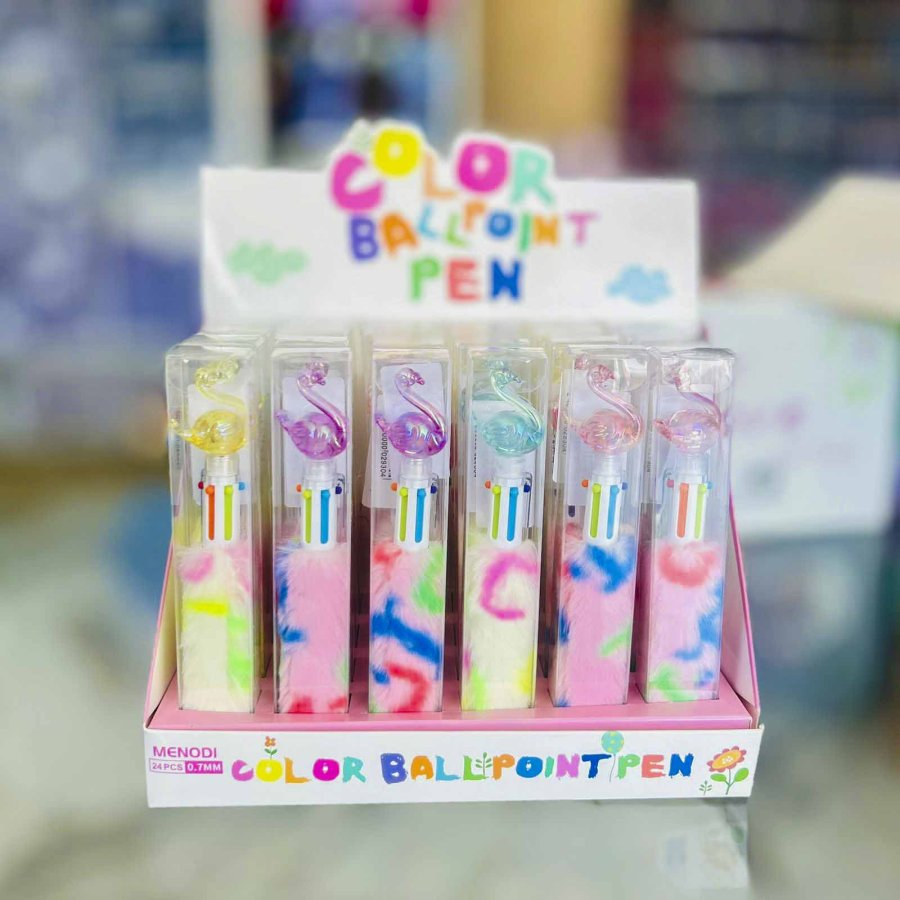 COLOR
BALLPOINT
PEN
MENODI
24 PCS 0.7MM
COLOR BALLPOINT PEN